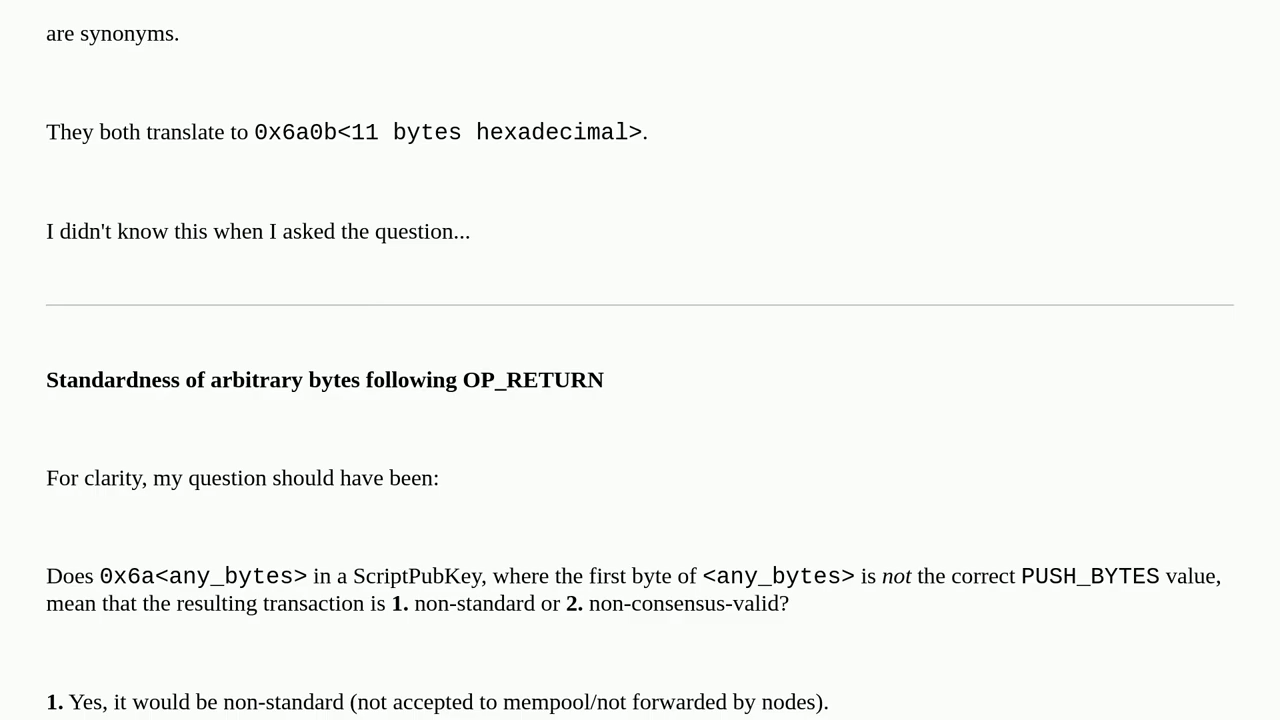 are synonyms.
They both translate to 0x6a0b<11 bytes hexadecimal>.
I didn't know this when I asked the question...
Standardness of arbitrary bytes following OP_RETURN
For clarity, my question should have been:
Does 0x6a<any_bytes> in a ScriptPubKey, where the first byte of <any_bytes> is not the correct PUSH_BYTES value,
mean that the resulting transaction is 1. non-standard or 2. non-consensus-valid?
1. Yes, it would be non-standard (not accepted to mempool/not forwarded by nodes).